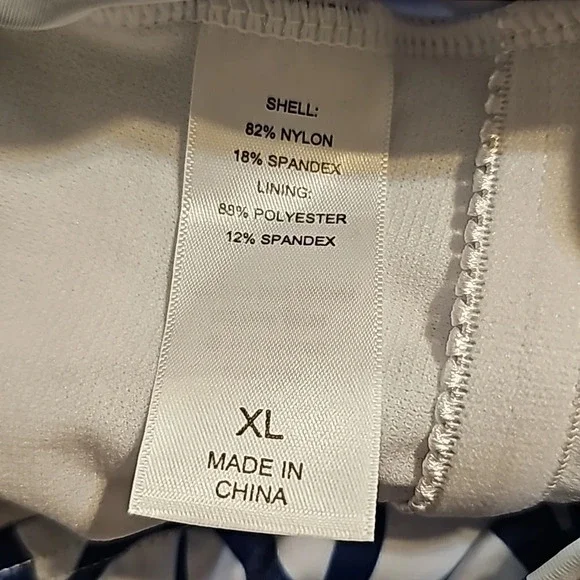 SHELL:
82% NYLON
18% SPANDEX
LINING:
88% POLYESTER
12% SPANDEX
XL
MADE IN
CHINA